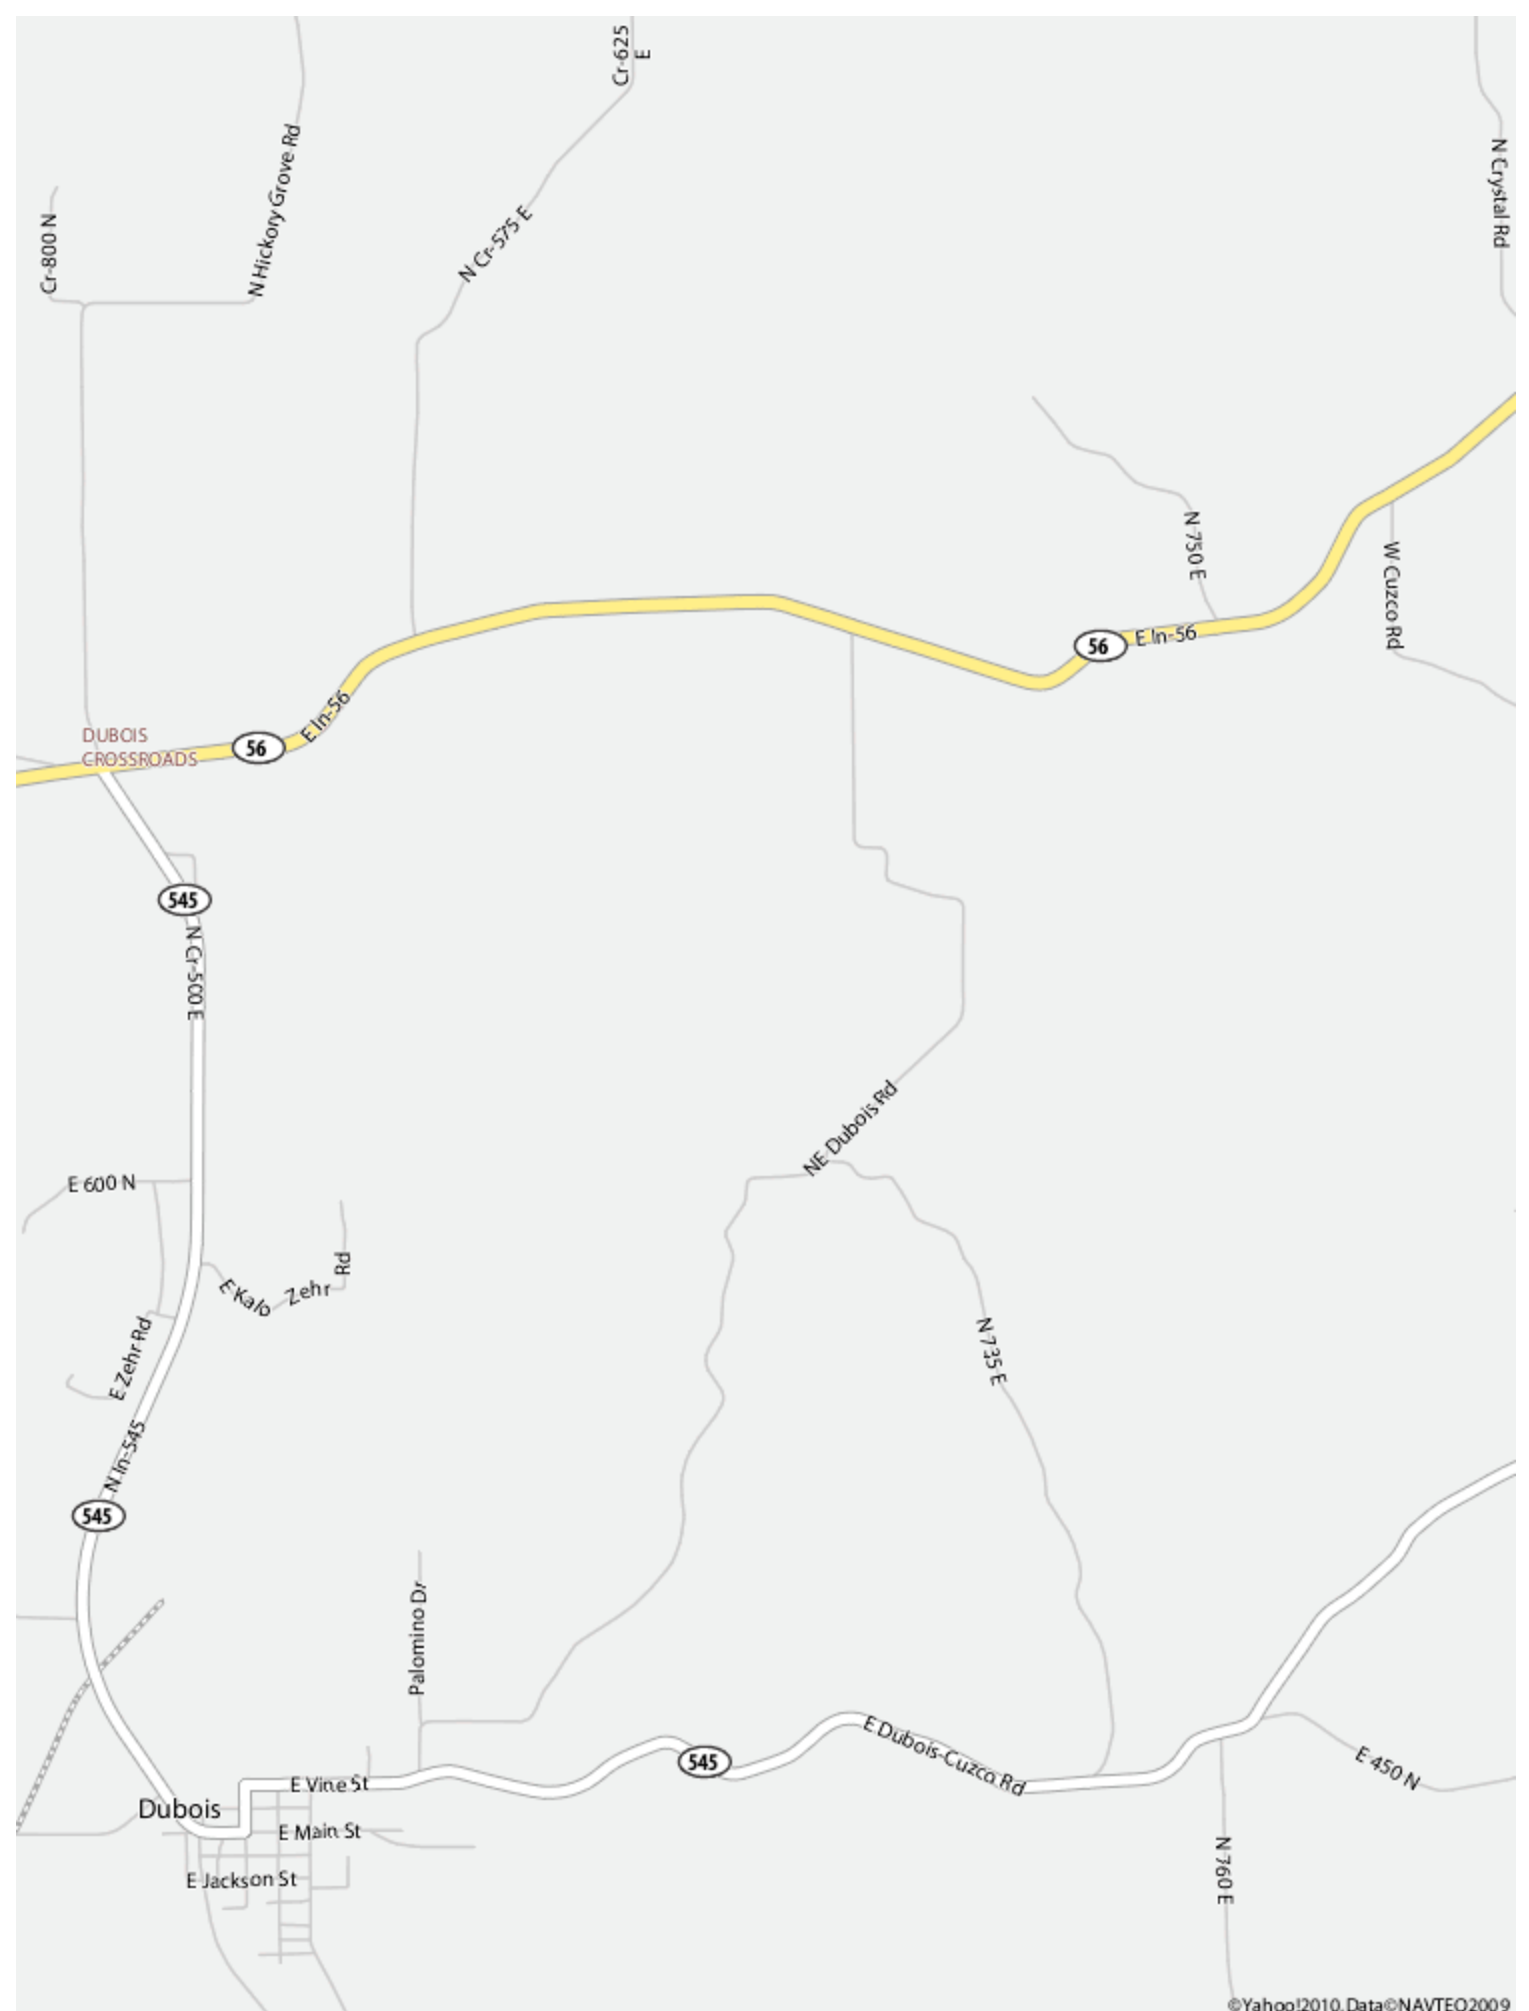 Cr-625
E
N Hickory Grove Rd
N Crystal Rd
Cr-800 N
N Cr-575 E
N 750 E
W Cuzco Rd
56
E In-56
E In-56
DUBOIS
CROSSROADS
56
545
N Cr-500 E
NE Dubois Rd
E 600 N
E Kalb Zehr Rd
E Zehr Rd
N 735 E
N In-545
545
Palomino Dr
E Dubois-Cuzco Rd
545
E Vine St
E 450 N
Dubois
E Main St
N 760 E
E Jackson St
©Yahoo!2010, Data©NAVTEQ2009